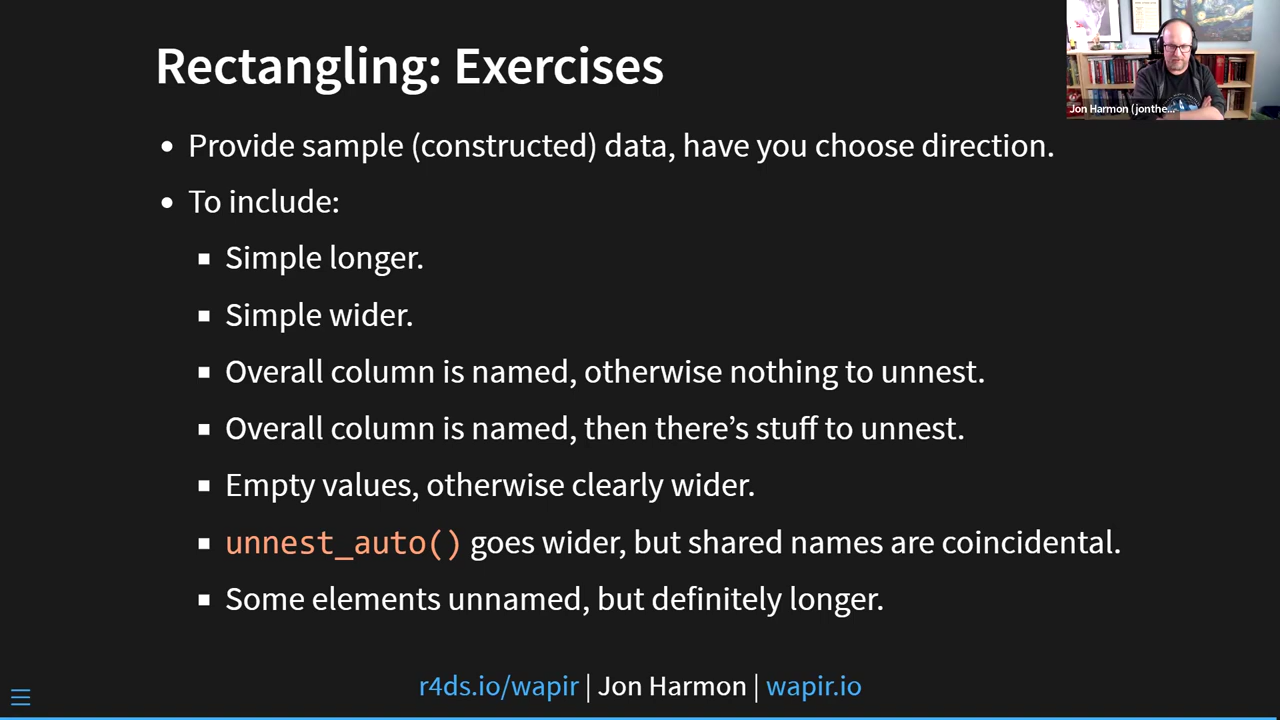 Rectangling: Exercises
Jon Harmon (jonthe...
• Provide sample (constructed) data, have you choose direction.
• To include:
▪ Simple longer.
▪ Simple wider.
▪ Overall column is named, otherwise nothing to unnest.
▪ Overall column is named, then there’s stuff to unnest.
▪ Empty values, otherwise clearly wider.
▪ unnest_auto() goes wider, but shared names are coincidental.
▪ Some elements unnamed, but definitely longer.
r4ds.io/wapir | Jon Harmon | wapir.io